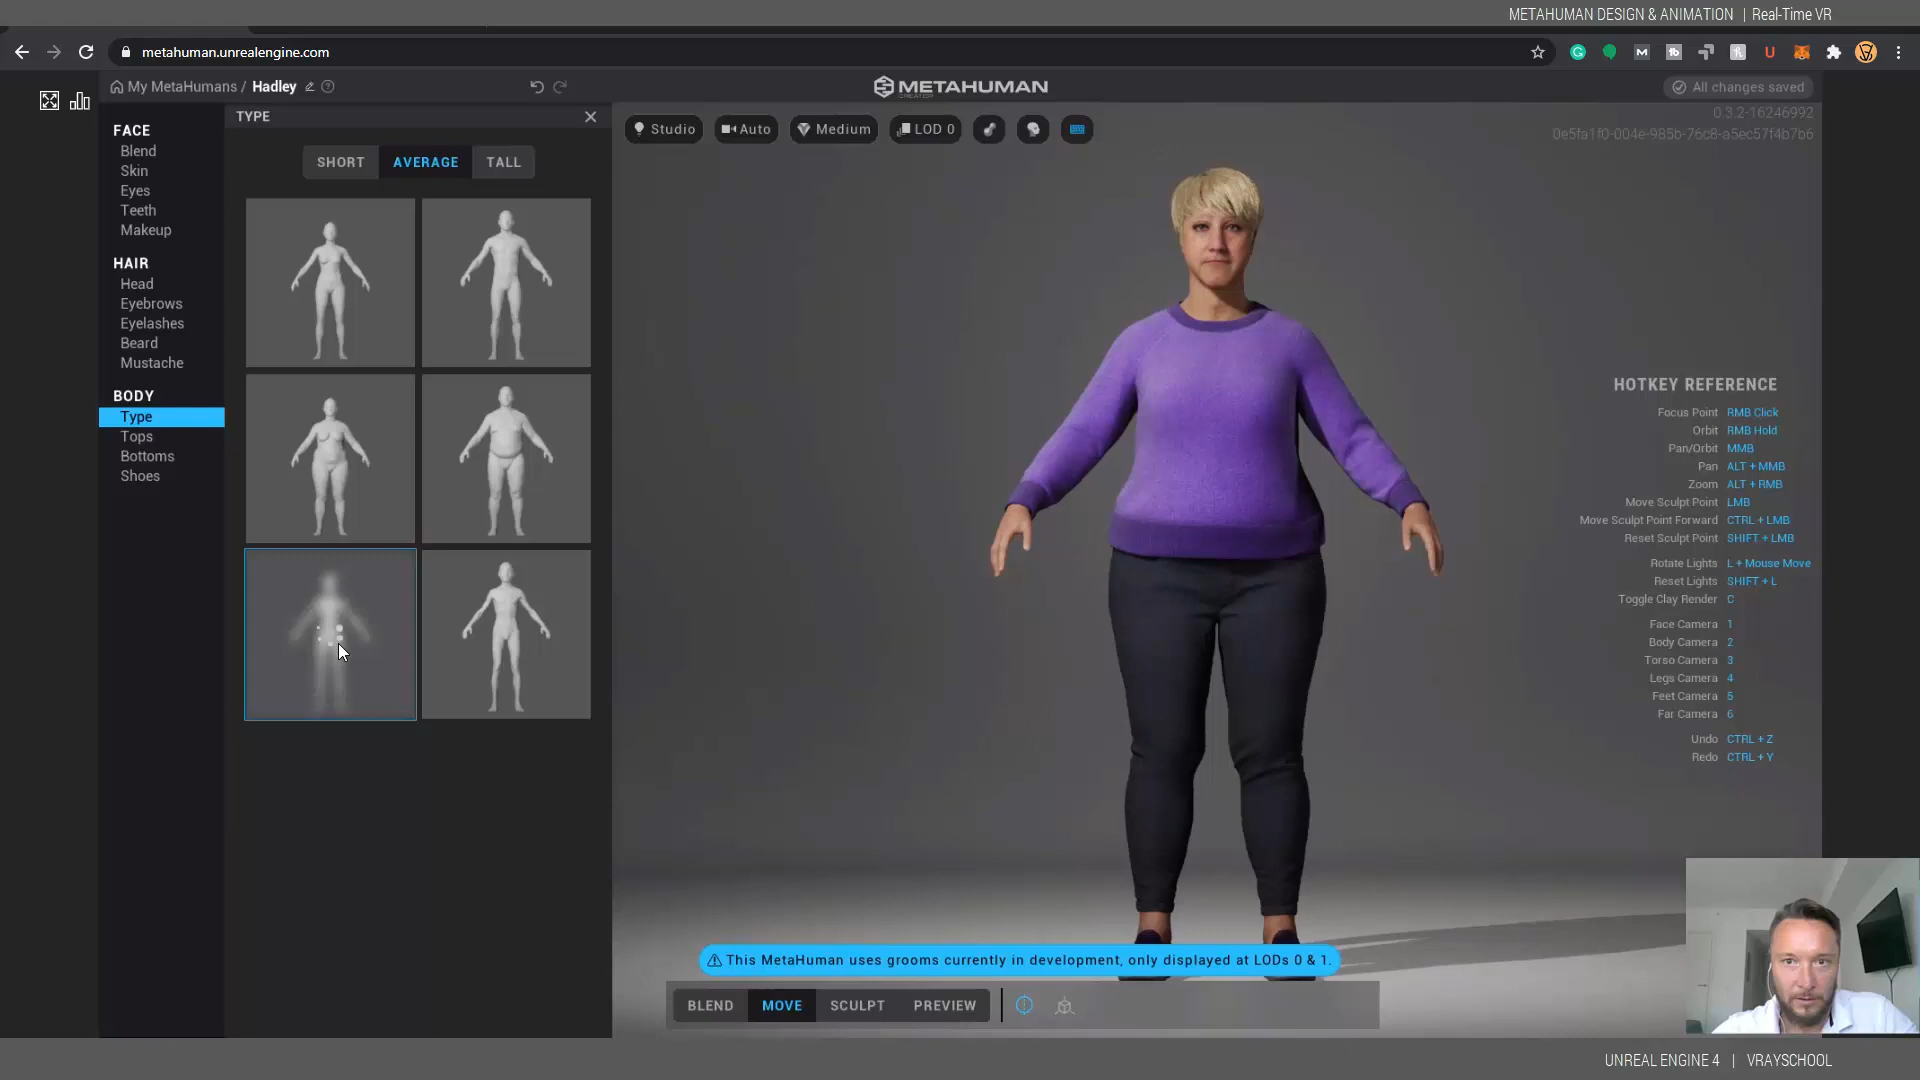 METAHUMAN DESIGN & ANIMATION | Real-Time VR
metahuman.unrealengine.com
My MetaHumans / Hadley
METAHUMAN
CREATOR
All changes saved
0.3.2-16246992
0e5fa1f0-004e-985b-76c8-a5ec57f4b7b6
FACE
Blend
Skin
Eyes
Teeth
Makeup
HAIR
Head
Eyebrows
Eyelashes
Beard
Mustache
BODY
Type
Tops
Bottoms
Shoes
TYPE
SHORT AVERAGE TALL
Studio Auto Medium LOD 0
HOTKEY REFERENCE
Focus Point RMB Click
Orbit RMB Hold
Pan/Orbit MMB
Pan ALT + MMB
Zoom ALT + RMB
Move Sculpt Point LMB
Move Sculpt Point Forward CTRL + LMB
Reset Sculpt Point SHIFT + LMB
Rotate Lights L + Mouse Move
Reset Lights SHIFT + L
Toggle Clay Render C
Face Camera 1
Body Camera 2
Torso Camera 3
Legs Camera 4
Feet Camera 5
Far Camera 6
Undo CTRL + Z
Redo CTRL + Y
This MetaHuman uses grooms currently in development, only displayed at LODs 0 & 1.
BLEND MOVE SCULPT PREVIEW
UNREAL ENGINE 4 | VRAYSCHOOL